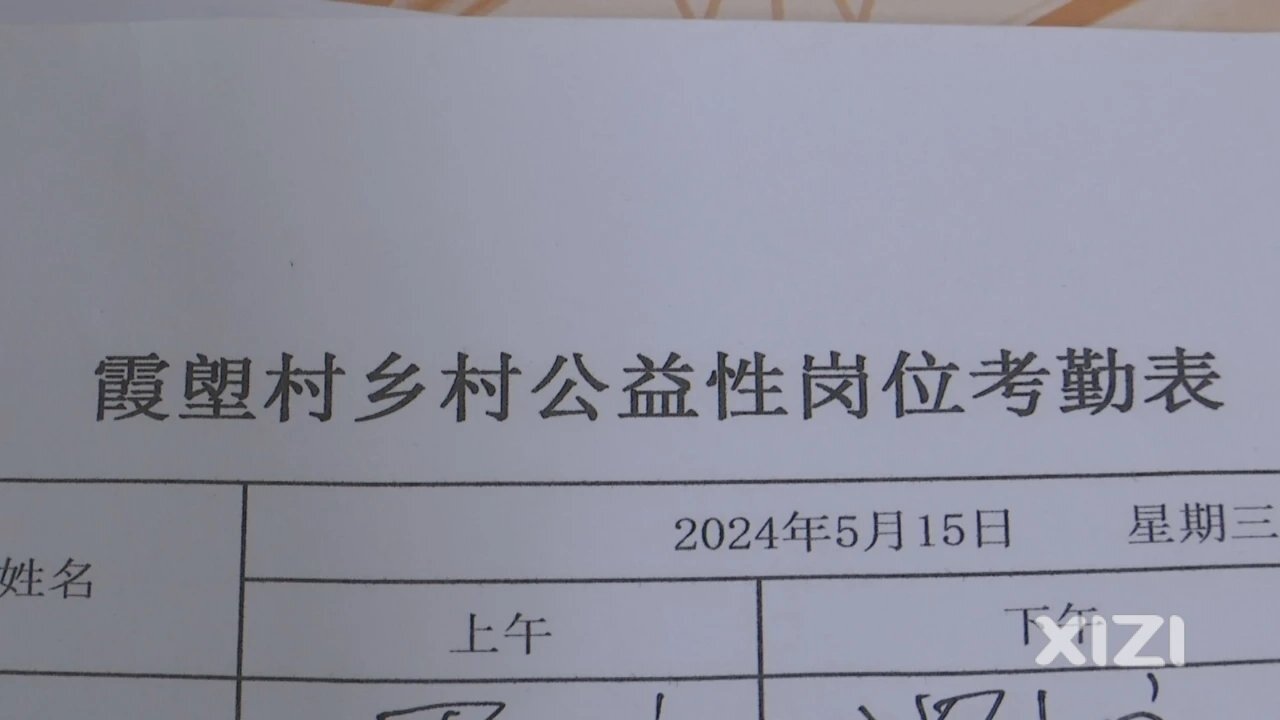 霞塱村乡村公益性岗位考勤表
2024年5月15日 星期三
姓名
上午 下午
XIZI